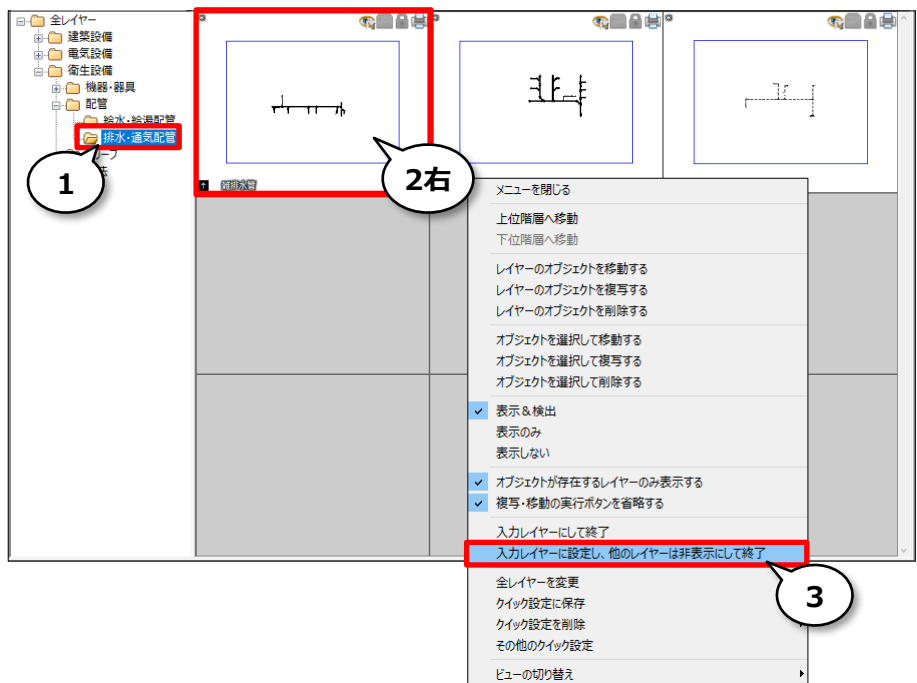 全レイヤー
建築設備
電気設備
衛生設備
機器・器具
配管
給水・給湯配管
排水・通気配管
1
雑排水管
2右
メニューを閉じる
上位階層へ移動
下位階層へ移動
レイヤーのオブジェクトを移動する
レイヤーのオブジェクトを複写する
レイヤーのオブジェクトを削除する
オブジェクトを選択して移動する
オブジェクトを選択して複写する
オブジェクトを選択して削除する
表示&検出
表示のみ
表示しない
オブジェクトが存在するレイヤーのみ表示する
複写・移動の実行ボタンを省略する
入力レイヤーにして終了
入力レイヤーに設定し、他のレイヤーは非表示にして終了
3
全レイヤーを変更
クイック設定に保存
クイック設定を削除
その他のクイック設定
ビューの切り替え